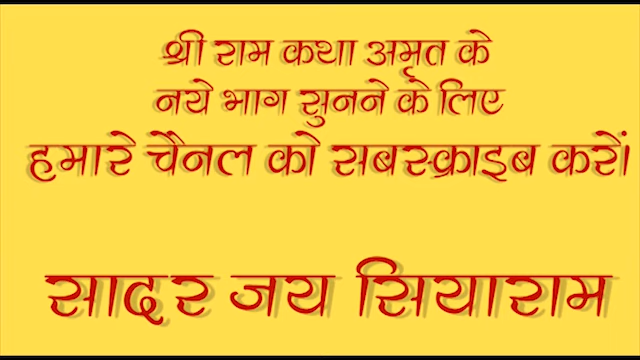 श्री राम कथा अमृत के
नये भाग सुनने के लिए
हमारे चैनल को सबस्क्राइब करों।
सादर जय सियाराम